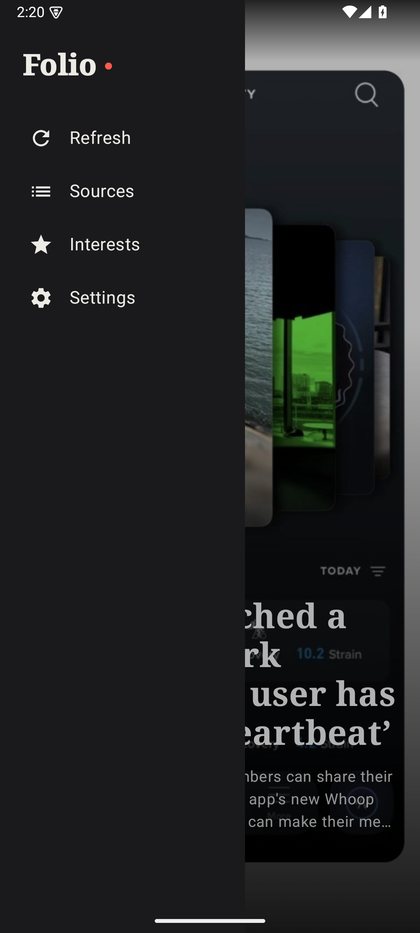 2:20
Folio
Refresh
Sources
Interests
Settings
TODAY
ched a
10.2 Strain
rk
user has
eartbeat’
mbers can share their
app's new Whoop
can make their me…